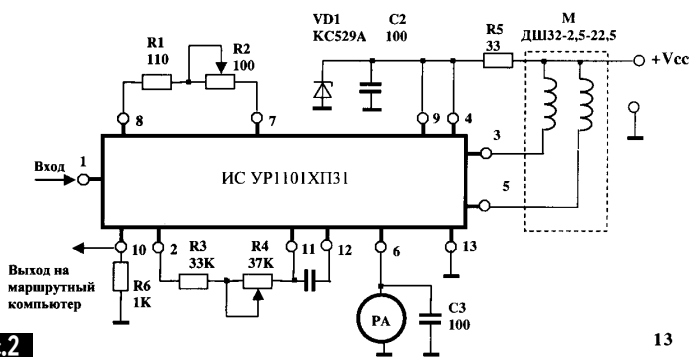 VD1
КС529А
C2
100
R5
33
М
ДШ32-2,5-22,5
+Vcc
R1
110
R2
100
8
7
9
4
3
Вход
1
ИС УР1101ХП31
5
10
2
R3
33K
R4
37K
11
12
6
13
Выход на
маршрутный
компьютер
R6
1K
PA
C3
100
с.2
13